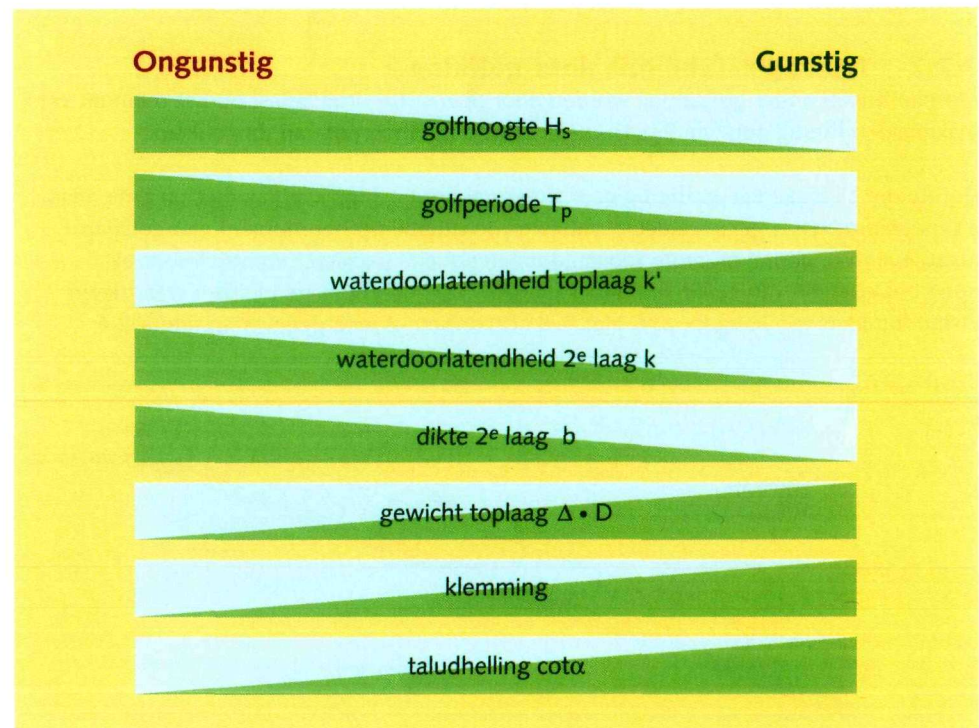 Ongunstig Gunstig
golfhoogte Hₛ
golfperiode Tₚ
waterdoorlatendheid toplaag k'
waterdoorlatendheid 2ᵉ laag k
dikte 2ᵉ laag b
gewicht toplaag Δ • D
klemming
taludhelling cotα